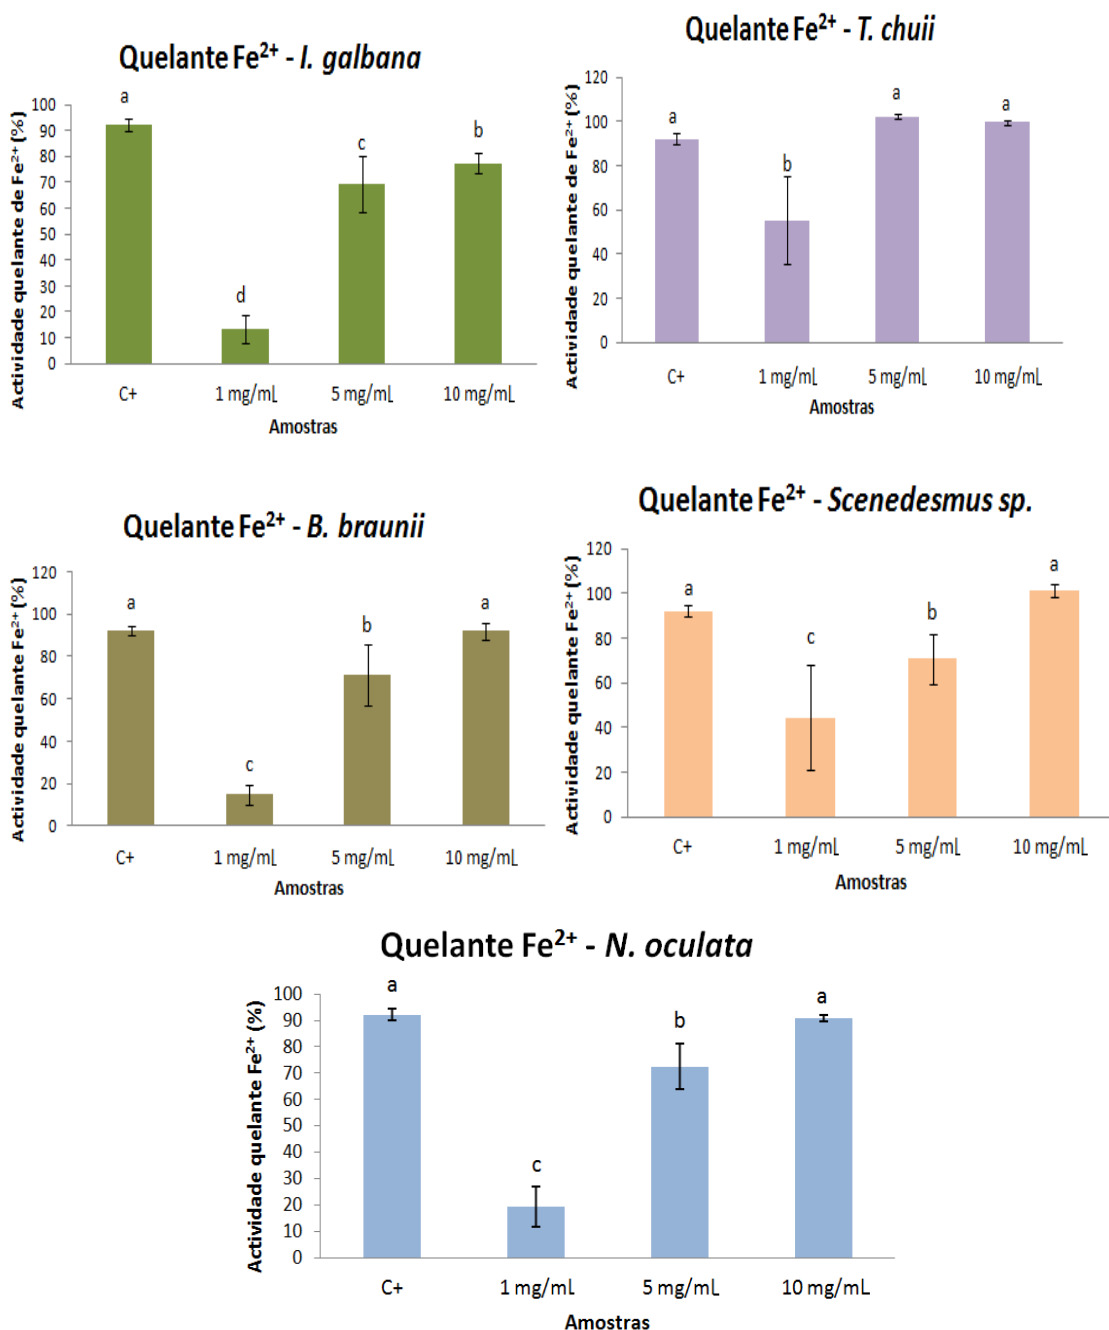 Quelante Fe²⁺ - I. galbana
Actividade quelante de Fe²⁺ (%)
100
90
80
70
60
50
40
30
20
10
0
a
d
c
b
C+ 1 mg/mL 5 mg/mL 10 mg/mL
Amostras
Quelante Fe²⁺ - T. chuii
Actividade quelante de Fe²⁺ (%)
120
100
80
60
40
20
0
a
b
a
a
C+ 1 mg/mL 5 mg/mL 10 mg/mL
Amostras
Quelante Fe²⁺ - B. braunii
Actividade quelante Fe²⁺ (%)
120
100
80
60
40
20
0
a
c
b
a
C+ 1 mg/mL 5 mg/mL 10 mg/mL
Amostras
Quelante Fe²⁺ - Scenedesmus sp.
Actividade quelante Fe²⁺ (%)
120
100
80
60
40
20
0
a
c
b
a
C+ 1 mg/mL 5 mg/mL 10 mg/mL
Amostras
Quelante Fe²⁺ - N. oculata
Actividade quelante Fe²⁺ (%)
100
90
80
70
60
50
40
30
20
10
0
a
c
b
a
C+ 1 mg/mL 5 mg/mL 10 mg/mL
Amostras